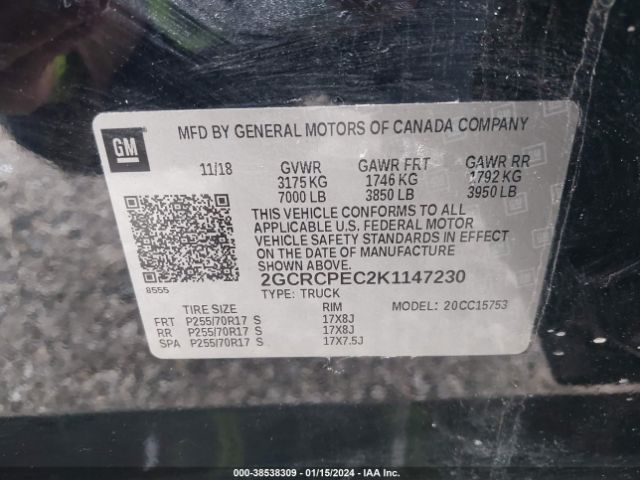 GM
MFD BY GENERAL MOTORS OF CANADA COMPANY
11/18 GVWR GAWR FRT GAWR RR
3175 KG 1746 KG 1792 KG
7000 LB 3850 LB 3950 LB
THIS VEHICLE CONFORMS TO ALL
APPLICABLE U.S. FEDERAL MOTOR
VEHICLE SAFETY STANDARDS IN EFFECT
ON THE DATE OF MANUFACTURE
SHOWN ABOVE.
8555
2GCRCPEC2K1147230
TYPE: TRUCK MODEL: 20CC15753
TIRE SIZE RIM
FRT P255/70R17 S 17X8J
RR P255/70R17 S 17X8J
SPA P255/70R17 S 17X7.5J
000-38538309 - 01/15/2024 - IAA Inc.